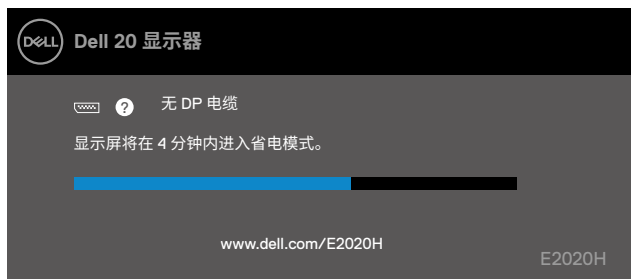 DELL
Dell 20 显示器
? 无 DP 电缆
显示屏将在 4 分钟内进入省电模式。
www.dell.com/E2020H
E2020H